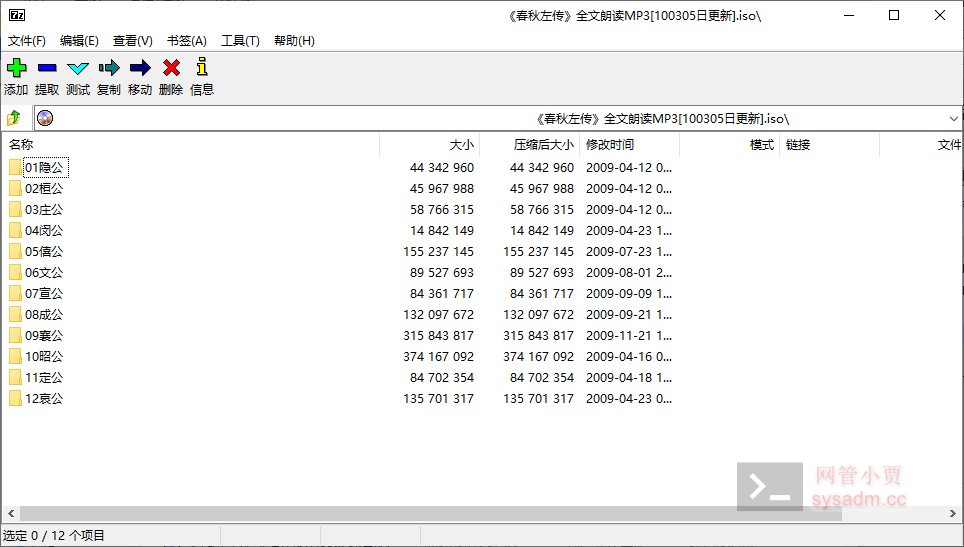 《春秋左传》全文朗读MP3[100305日更新].iso\
文件(F) 编辑(E) 查看(V) 书签(A) 工具(T) 帮助(H)
添加 提取 测试 复制 移动 删除 信息
《春秋左传》全文朗读MP3[100305日更新].iso\
名称 大小 压缩后大小 修改时间 模式 链接 文件
01隐公 44 342 960 44 342 960 2009-04-12 0...
02桓公 45 967 988 45 967 988 2009-04-12 0...
03庄公 58 766 315 58 766 315 2009-04-12 0...
04闵公 14 842 149 14 842 149 2009-04-23 1...
05僖公 155 237 145 155 237 145 2009-07-23 1...
06文公 89 527 693 89 527 693 2009-08-01 2...
07宣公 84 361 717 84 361 717 2009-09-09 1...
08成公 132 097 672 132 097 672 2009-09-21 1...
09襄公 315 843 817 315 843 817 2009-11-21 1...
10昭公 374 167 092 374 167 092 2009-04-16 0...
11定公 84 702 354 84 702 354 2009-04-18 1...
12哀公 135 701 317 135 701 317 2009-04-23 0...
网管小贾
sysadm.cc
选定 0 / 12 个项目